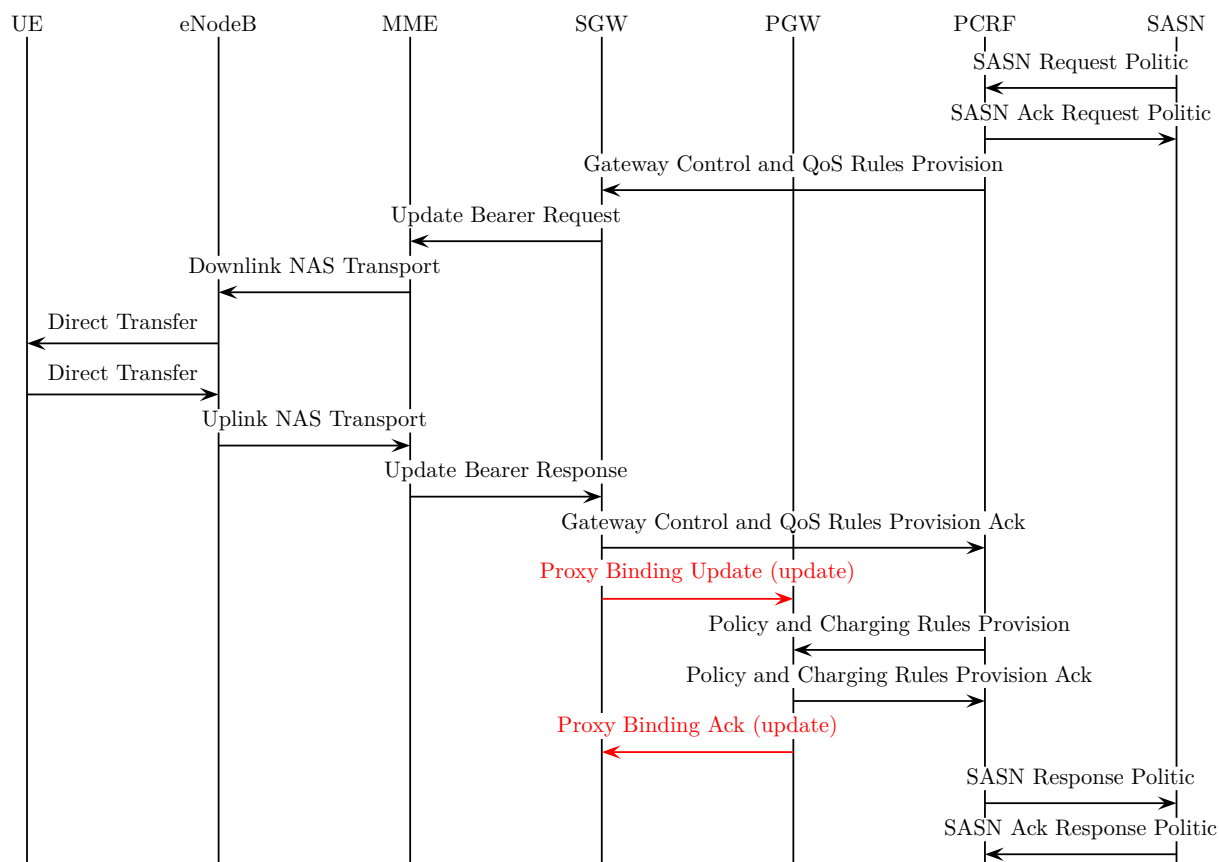 UE eNodeB MME SGW PGW PCRF SASN
SASN Request Politic
SASN Ack Request Politic
Gateway Control and QoS Rules Provision
Update Bearer Request
Downlink NAS Transport
Direct Transfer
Direct Transfer
Uplink NAS Transport
Update Bearer Response
Gateway Control and QoS Rules Provision Ack
Proxy Binding Update (update)
Policy and Charging Rules Provision
Policy and Charging Rules Provision Ack
Proxy Binding Ack (update)
SASN Response Politic
SASN Ack Response Politic